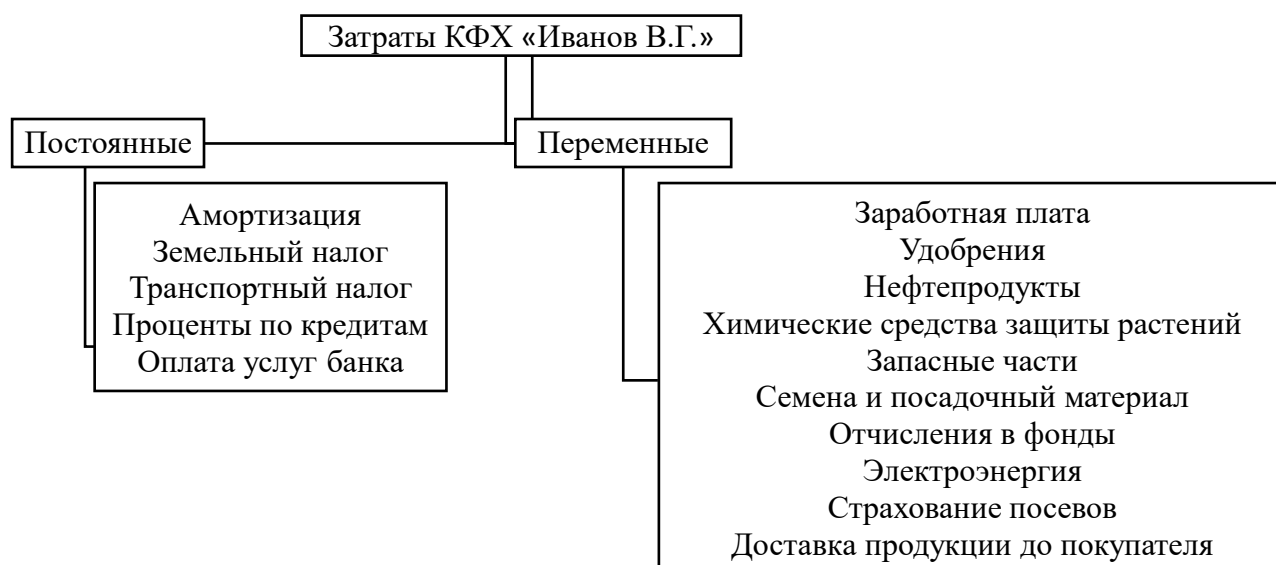 Затраты КФХ «Иванов В.Г.»
Постоянные
Переменные
Амортизация
Земельный налог
Транспортный налог
Проценты по кредитам
Оплата услуг банка
Заработная плата
Удобрения
Нефтепродукты
Химические средства защиты растений
Запасные части
Семена и посадочный материал
Отчисления в фонды
Электроэнергия
Страхование посевов
Доставка продукции до покупателя